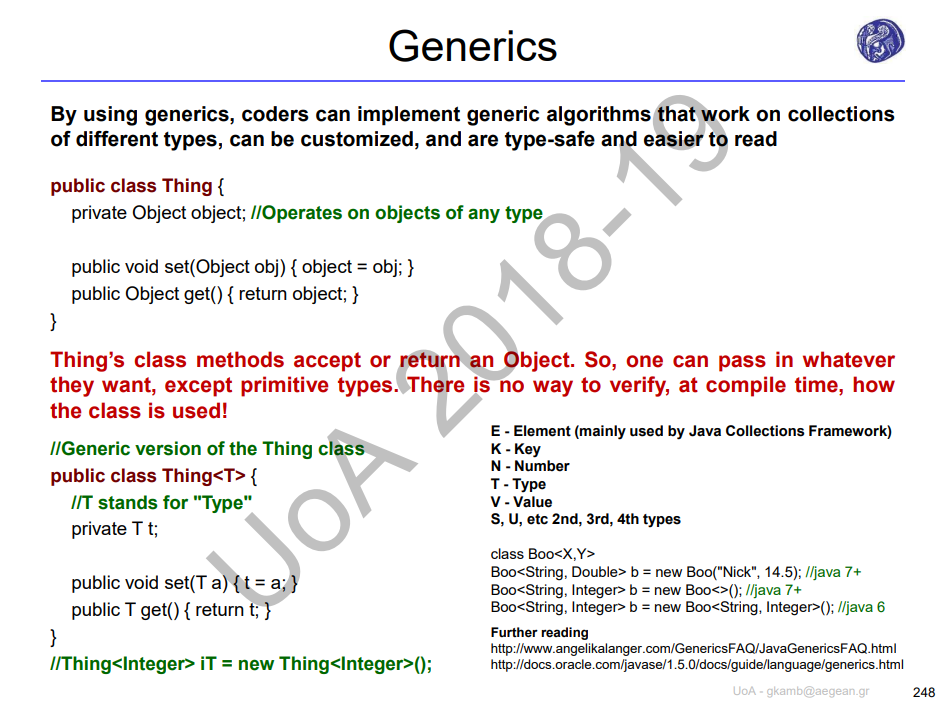 Generics
By using generics, coders can implement generic algorithms that work on collections
of different types, can be customized, and are type-safe and easier to read
public class Thing {
private Object object; //Operates on objects of any type
public void set(Object obj) { object = obj; }
public Object get() { return object; }
}
Thing’s class methods accept or return an Object. So, one can pass in whatever
they want, except primitive types. There is no way to verify, at compile time, how
the class is used!
//Generic version of the Thing class
public class Thing<T> {
//T stands for "Type"
private T t;
public void set(T a) { t = a; }
public T get() { return t; }
}
//Thing<Integer> iT = new Thing<Integer>();
E - Element (mainly used by Java Collections Framework)
K - Key
N - Number
T - Type
V - Value
S, U, etc 2nd, 3rd, 4th types
class Boo<X,Y>
Boo<String, Double> b = new Boo("Nick", 14.5); //java 7+
Boo<String, Integer> b = new Boo<>(); //java 7+
Boo<String, Integer> b = new Boo<String, Integer>(); //java 6
Further reading
http://www.angelikalanger.com/GenericsFAQ/JavaGenericsFAQ.html
http://docs.oracle.com/javase/1.5.0/docs/guide/language/generics.html
UoA 2018-19
UoA - gkamb@aegean.gr
248